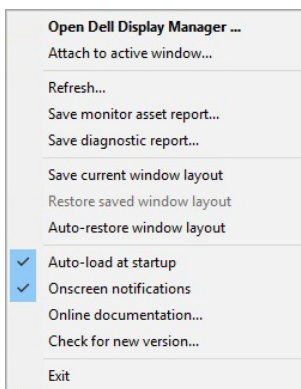 Open Dell Display Manager ...
Attach to active window...
Refresh...
Save monitor asset report...
Save diagnostic report...
Save current window layout
Restore saved window layout
Auto-restore window layout
Auto-load at startup
Onscreen notifications
Online documentation...
Check for new version...
Exit